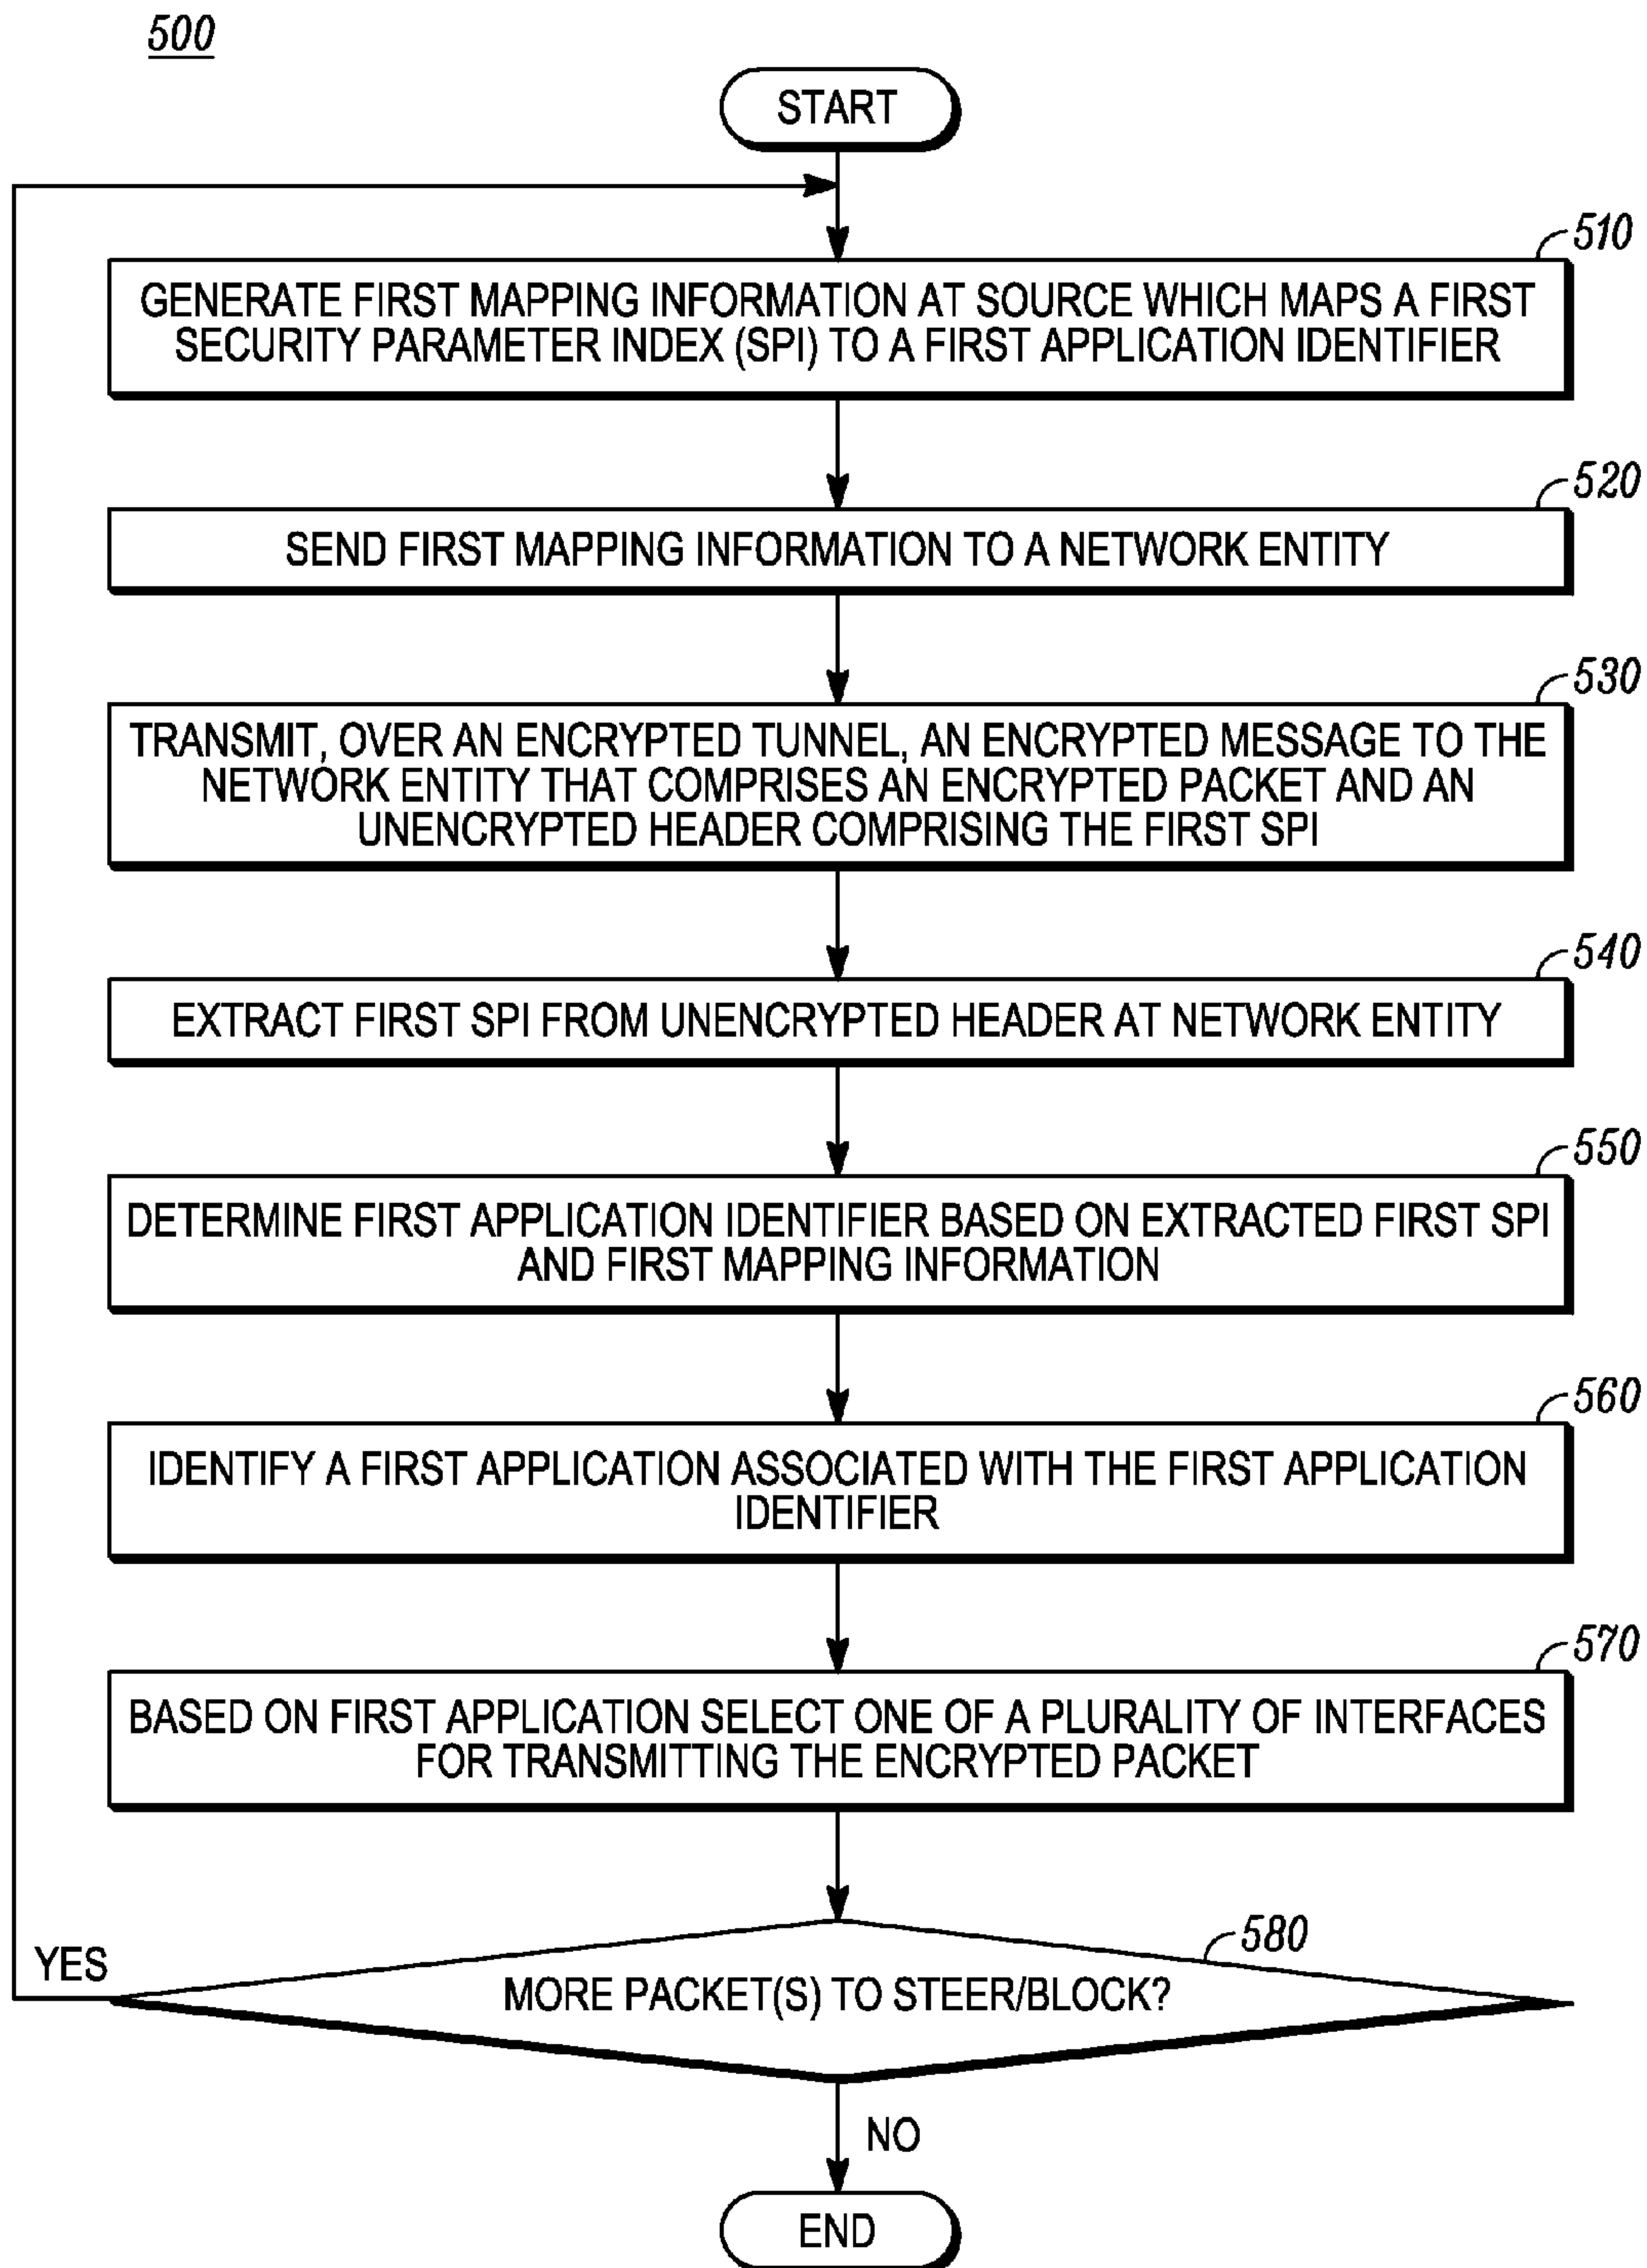 500
START
510
GENERATE FIRST MAPPING INFORMATION AT SOURCE WHICH MAPS A FIRST
SECURITY PARAMETER INDEX (SPI) TO A FIRST APPLICATION IDENTIFIER
520
SEND FIRST MAPPING INFORMATION TO A NETWORK ENTITY
530
TRANSMIT, OVER AN ENCRYPTED TUNNEL, AN ENCRYPTED MESSAGE TO THE
NETWORK ENTITY THAT COMPRISES AN ENCRYPTED PACKET AND AN
UNENCRYPTED HEADER COMPRISING THE FIRST SPI
540
EXTRACT FIRST SPI FROM UNENCRYPTED HEADER AT NETWORK ENTITY
550
DETERMINE FIRST APPLICATION IDENTIFIER BASED ON EXTRACTED FIRST SPI
AND FIRST MAPPING INFORMATION
560
IDENTIFY A FIRST APPLICATION ASSOCIATED WITH THE FIRST APPLICATION
IDENTIFIER
570
BASED ON FIRST APPLICATION SELECT ONE OF A PLURALITY OF INTERFACES
FOR TRANSMITTING THE ENCRYPTED PACKET
580
YES
MORE PACKET(S) TO STEER/BLOCK?
NO
END